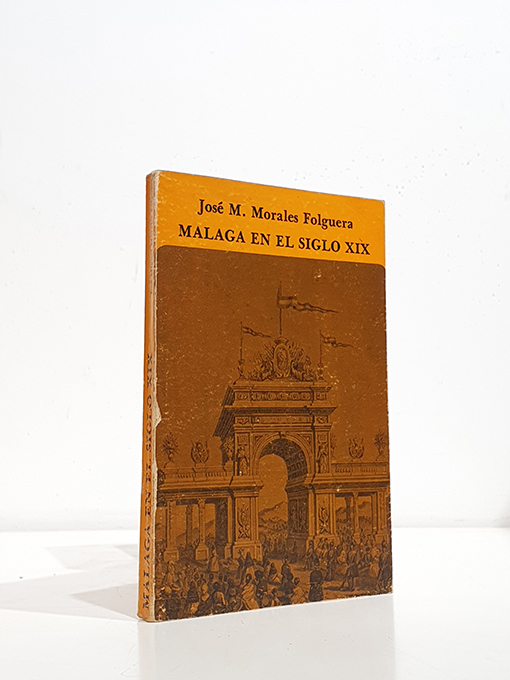 José M. Morales Folguera
MALAGA EN EL SIGLO XIX
MALAGA EN EL SIGLO XIX